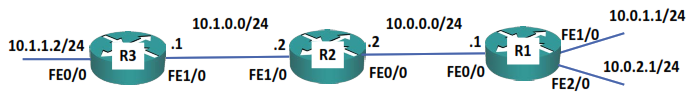 10.1.1.2/24
FE0/0
R3
.1
FE1/0
10.1.0.0/24
.2
FE1/0
R2
.2
FE0/0
10.0.0.0/24
.1
FE0/0
R1
FE1/0
10.0.1.1/24
FE2/0
10.0.2.1/24